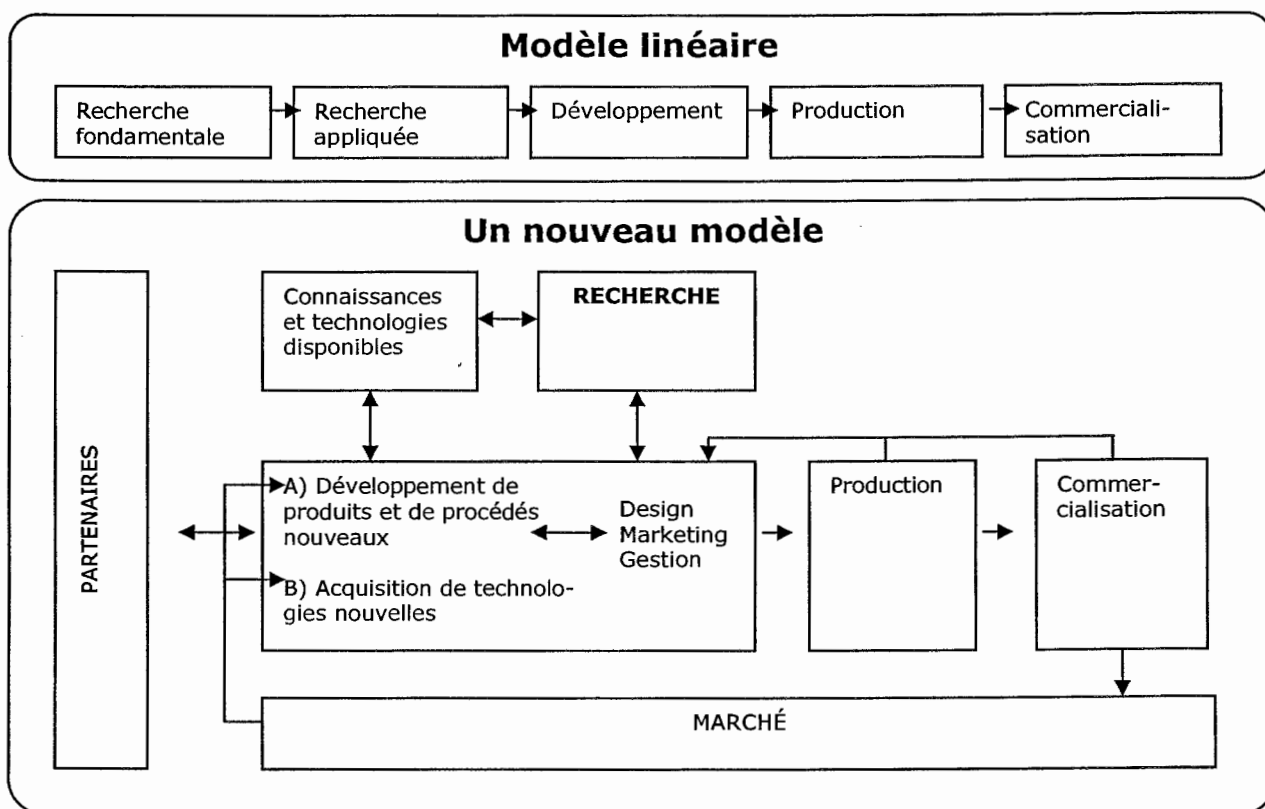 Modèle linéaire
Recherche
fondamentale
Recherche
appliquée
Développement
Production
Commerciali-
sation
Un nouveau modèle
PARTENAIRES
Connaissances
et technologies
disponibles
RECHERCHE
A) Développement de
produits et de procédés
nouveaux
B) Acquisition de technolo-
gies nouvelles
Design
Marketing
Gestion
Production
Commer-
cialisation
MARCHÉ